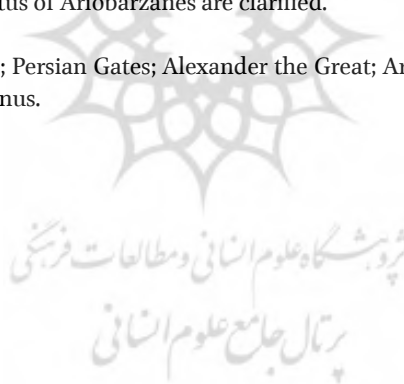 tus of Ariobarzanes are clarified.
; Persian Gates; Alexander the Great; Ar
nus.
پژوهشگاه علوم انسانی و مطالعات فرهنگی
پرتال جامع علوم انسانی